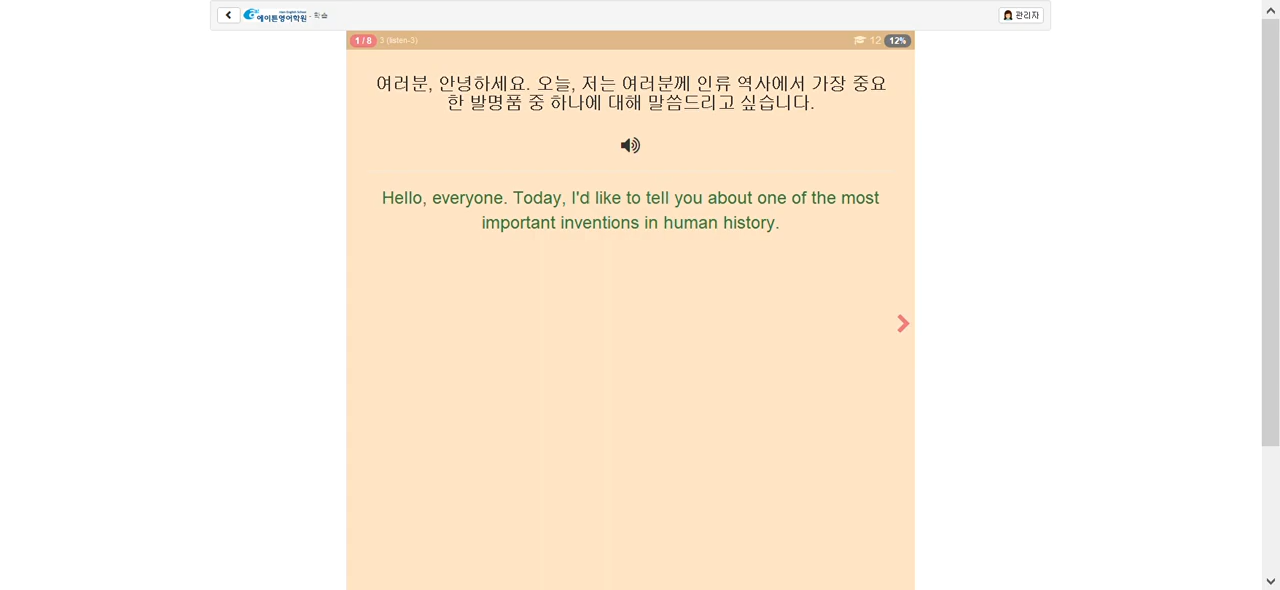 에이튼영어학원 - 학습
관리자
1 / 8 3 (listen-3) 12 12%
여러분, 안녕하세요. 오늘, 저는 여러분께 인류 역사에서 가장 중요
한 발명품 중 하나에 대해 말씀드리고 싶습니다.
Hello, everyone. Today, I'd like to tell you about one of the most
important inventions in human history.